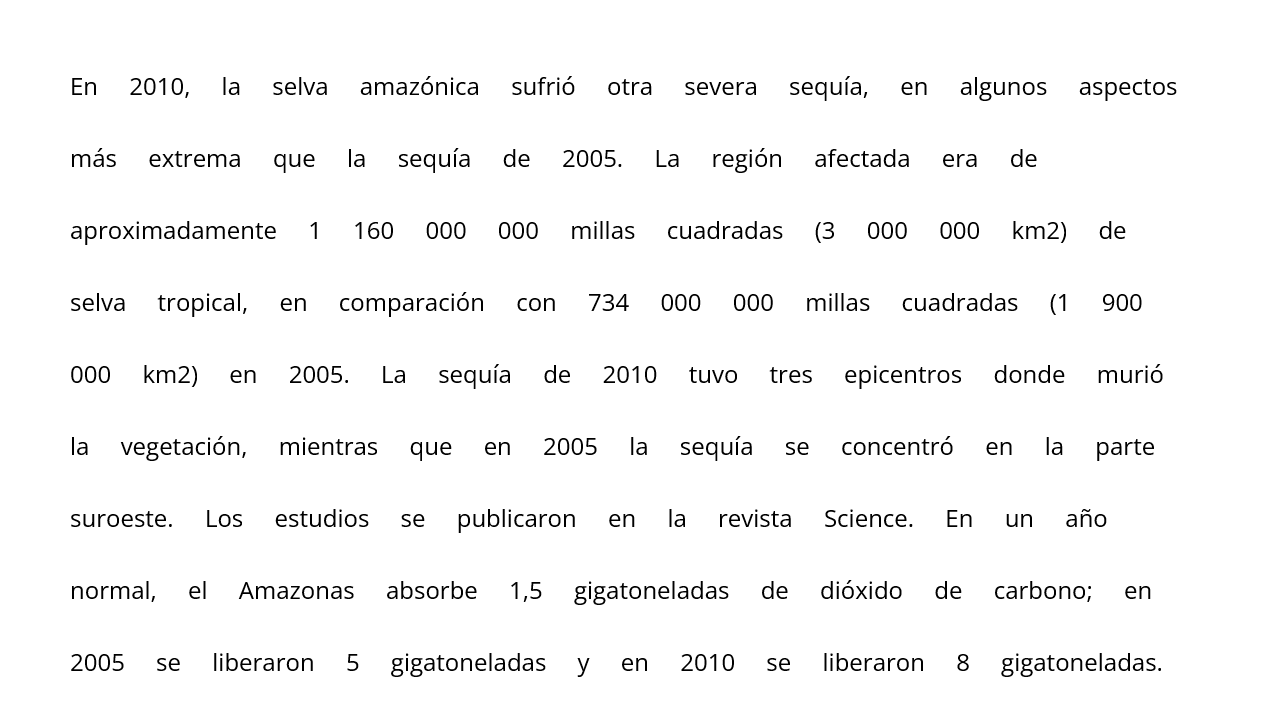 En 2010, la selva amazónica sufrió otra severa sequía, en algunos aspectos
más extrema que la sequía de 2005. La región afectada era de
aproximadamente 1 160 000 000 millas cuadradas (3 000 000 km2) de
selva tropical, en comparación con 734 000 000 millas cuadradas (1 900
000 km2) en 2005. La sequía de 2010 tuvo tres epicentros donde murió
la vegetación, mientras que en 2005 la sequía se concentró en la parte
suroeste. Los estudios se publicaron en la revista Science. En un año
normal, el Amazonas absorbe 1,5 gigatoneladas de dióxido de carbono; en
2005 se liberaron 5 gigatoneladas y en 2010 se liberaron 8 gigatoneladas.